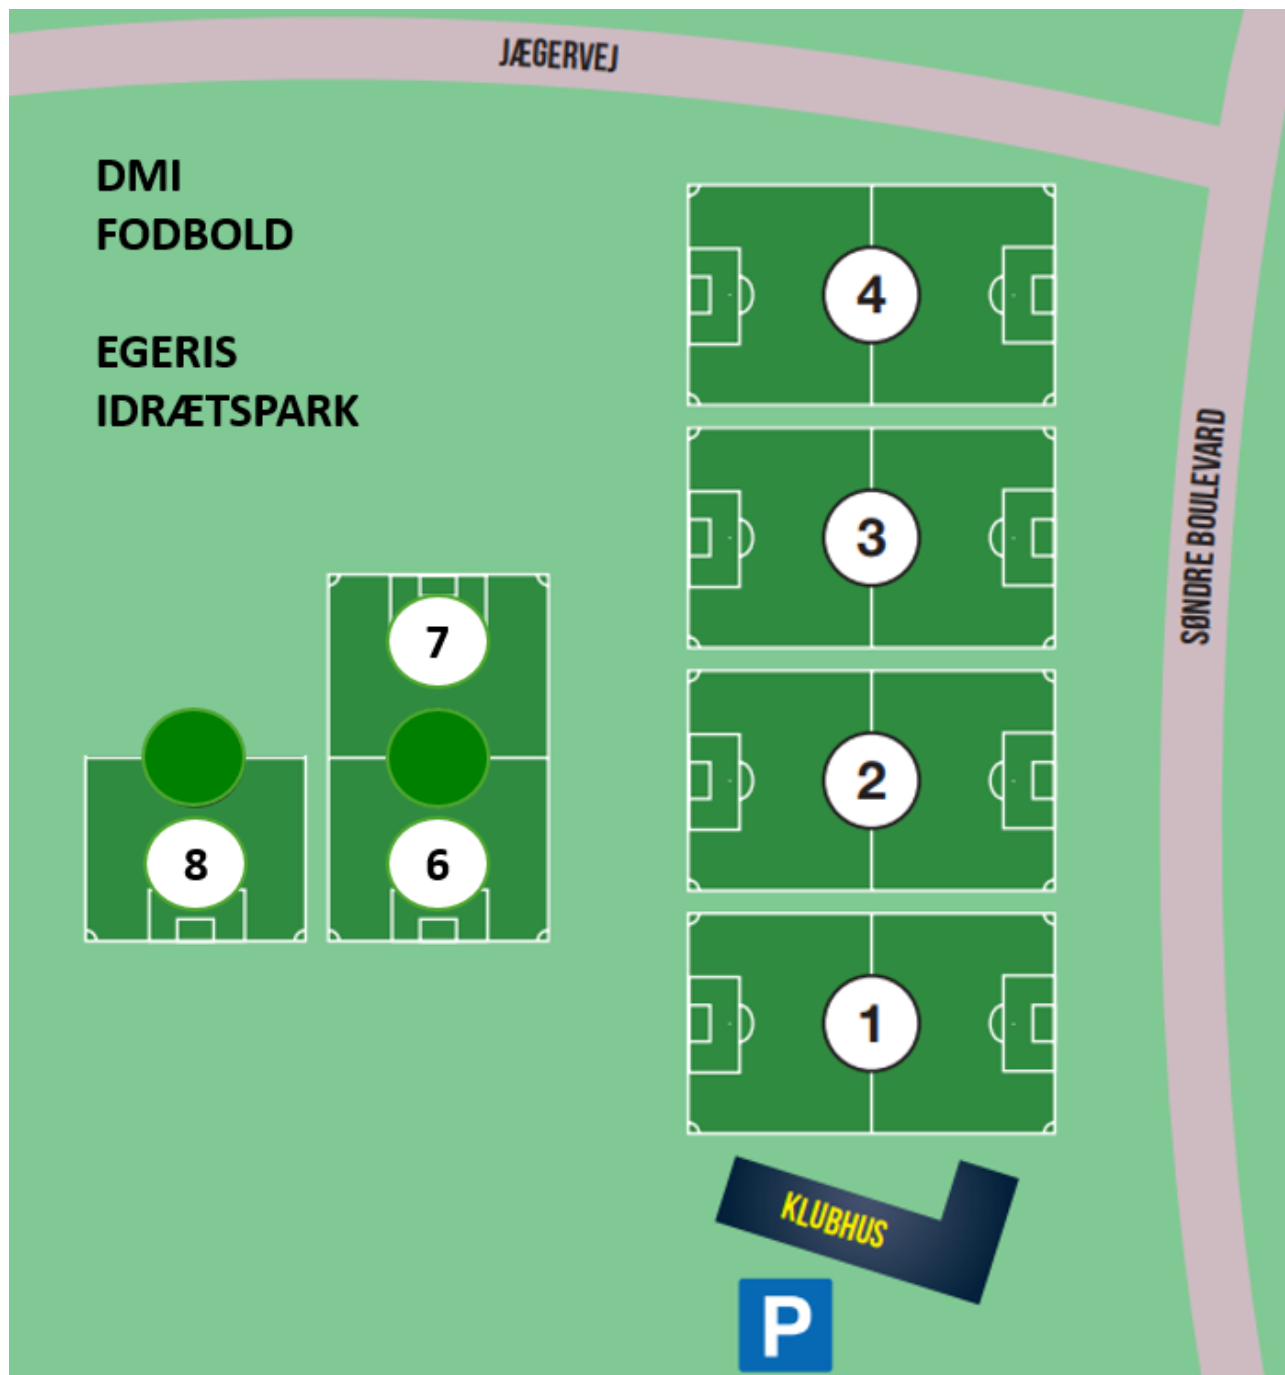 JÆGERVEJ
DMI
FODBOLD
EGERIS
IDRÆTSPARK
4
3
SØNDRE BOULEVARD
7
2
8
6
1
KLUBHUS
P